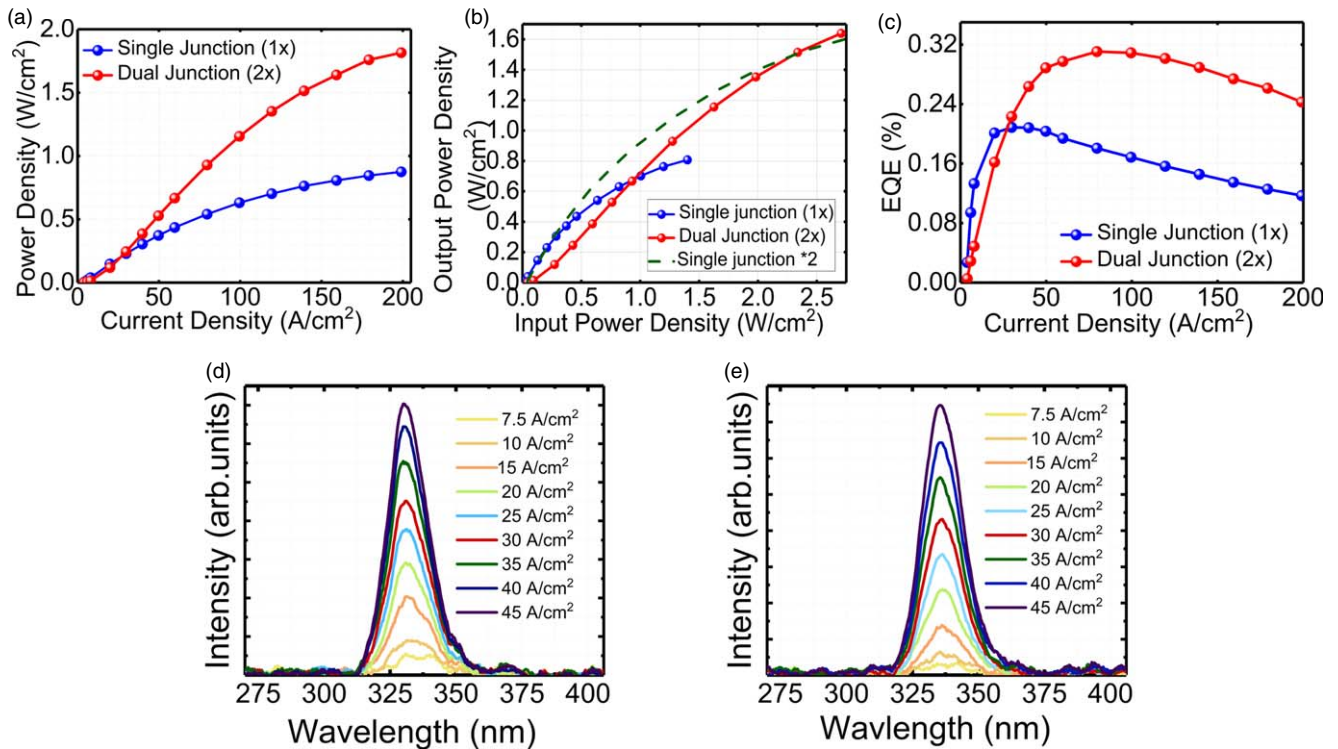 (a)
2.0
1.5
1.0
0.5
0.0
0
50
100
150
200
Power Density (W/cm²)
Current Density (A/cm²)
Single Junction (1x)
Dual Junction (2x)
(b)
1.6
1.4
1.2
1.0
0.8
0.6
0.4
0.2
0.0
0.0
0.5
1.0
1.5
2.0
2.5
Output Power Density
(W/cm²)
Input Power Density (W/cm²)
Single junction (1x)
Dual Junction (2x)
Single junction *2
(c)
0.32
0.24
0.16
0.08
0.00
0
50
100
150
200
EQE (%)
Current Density (A/cm²)
Single Junction (1x)
Dual Junction (2x)
(d)
Intensity (arb.units)
7.5 A/cm²
10 A/cm²
15 A/cm²
20 A/cm²
25 A/cm²
30 A/cm²
35 A/cm²
40 A/cm²
45 A/cm²
275
300
325
350
375
400
Wavelength (nm)
(e)
Intensity (arb.units)
7.5 A/cm²
10 A/cm²
15 A/cm²
20 A/cm²
25 A/cm²
30 A/cm²
35 A/cm²
40 A/cm²
45 A/cm²
275
300
325
350
375
400
Wavelength (nm)